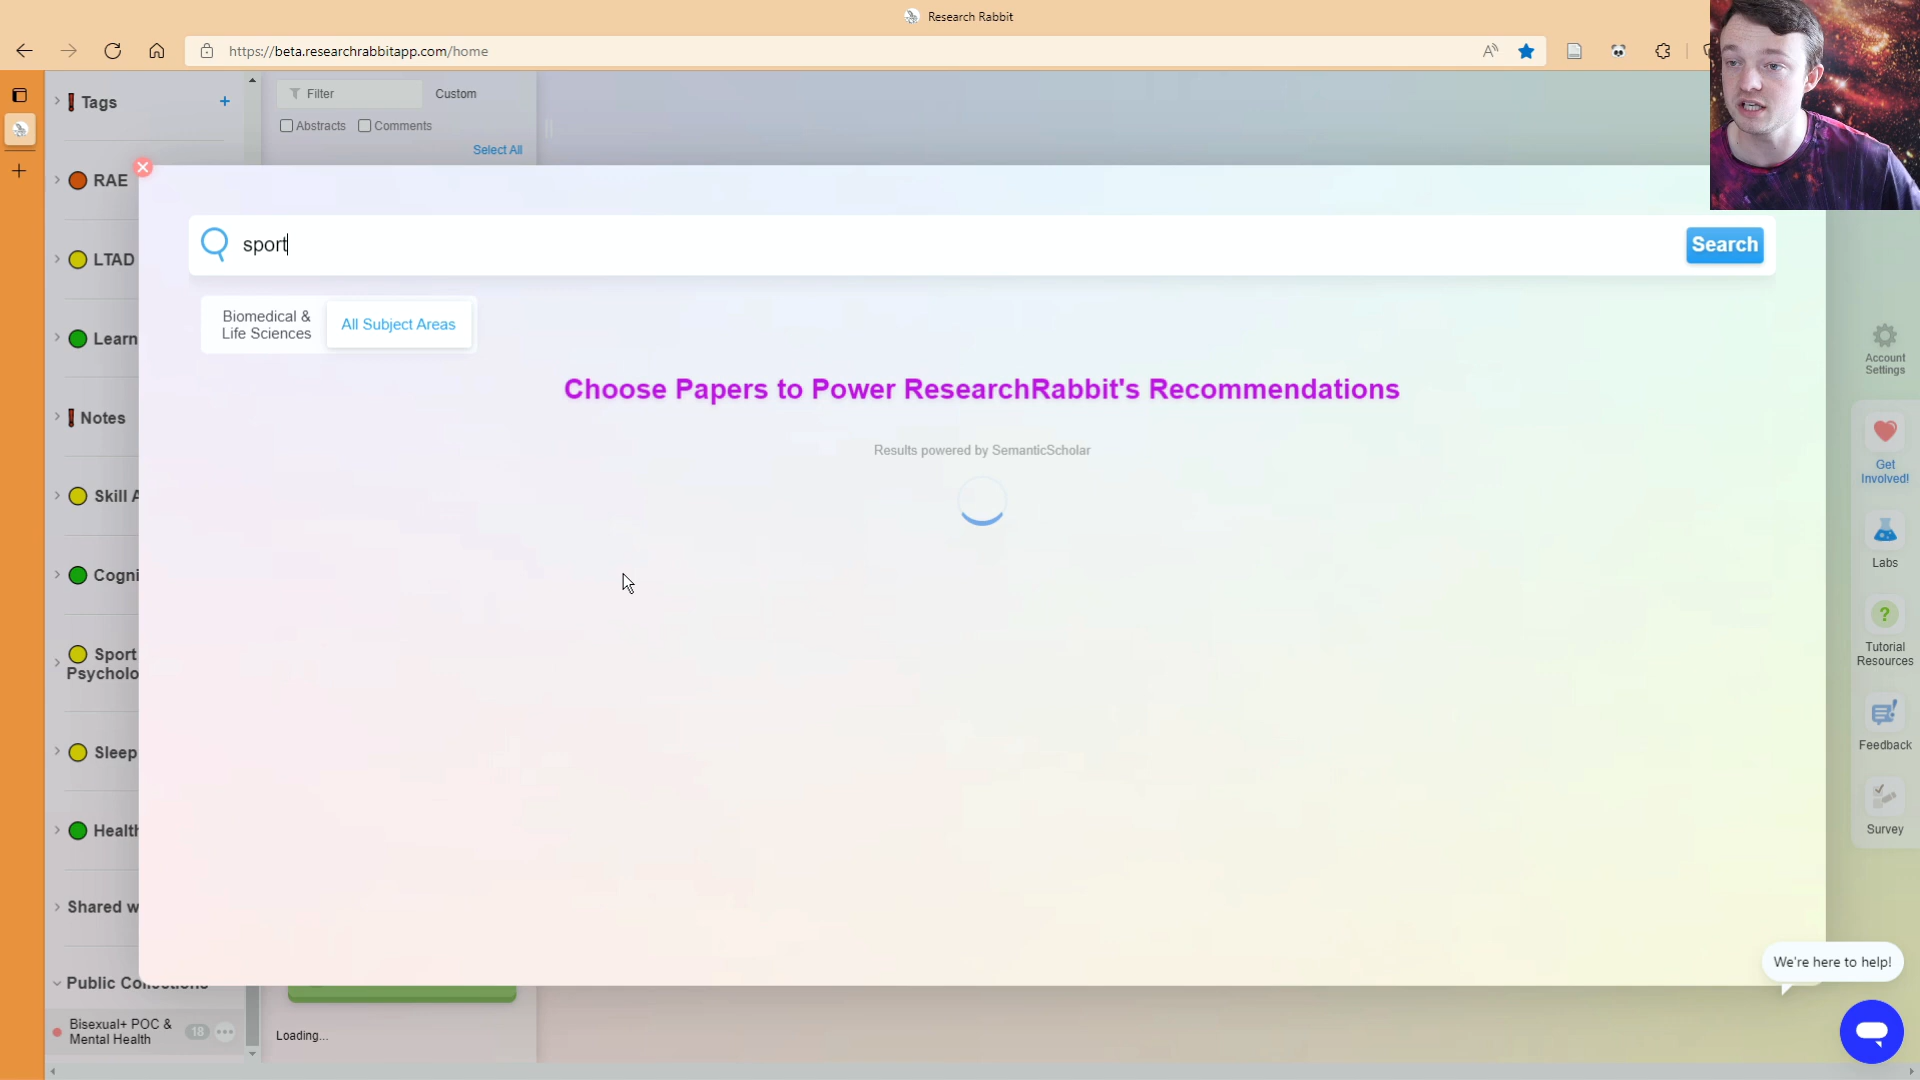 Research Rabbit
https://beta.researchrabbitapp.com/home
Tags
+
RAE
LTAD
Learn
Notes
Skill A
Cogni
Sport
Psycholo
Sleep
Health
Shared w
Public Collections
Bisexual+ POC &
Mental Health
18
Filter
Custom
Abstracts
Comments
Select All
sport
Search
Biomedical &
Life Sciences
All Subject Areas
Choose Papers to Power ResearchRabbit's Recommendations
Results powered by SemanticScholar
Loading...
Account
Settings
Get
Involved!
Labs
?
Tutorial
Resources
Feedback
Survey
We're here to help!